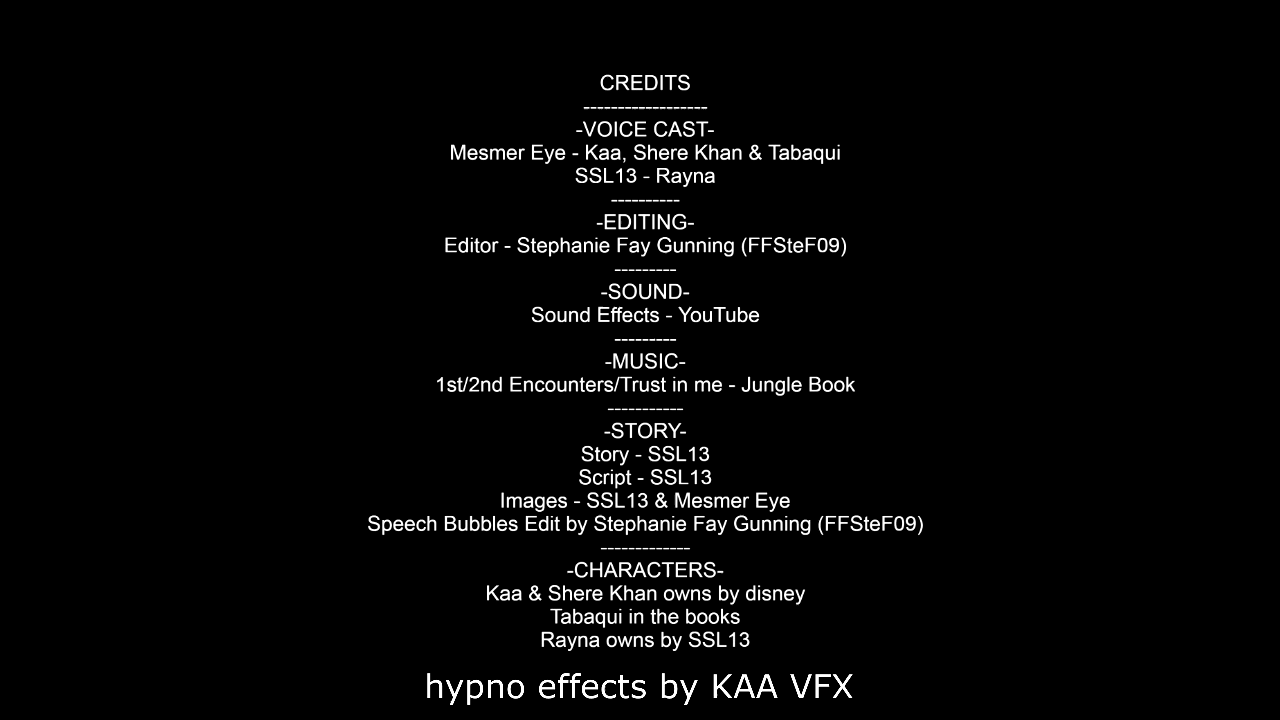 CREDITS
------------------
-VOICE CAST-
Mesmer Eye - Kaa, Shere Khan & Tabaqui
SSL13 - Rayna
----------
-EDITING-
Editor - Stephanie Fay Gunning (FFSteF09)
---------
-SOUND-
Sound Effects - YouTube
---------
-MUSIC-
1st/2nd Encounters/Trust in me - Jungle Book
-----------
-STORY-
Story - SSL13
Script - SSL13
Images - SSL13 & Mesmer Eye
Speech Bubbles Edit by Stephanie Fay Gunning (FFSteF09)
-------------
-CHARACTERS-
Kaa & Shere Khan owns by disney
Tabaqui in the books
Rayna owns by SSL13
hypno effects by KAA VFX